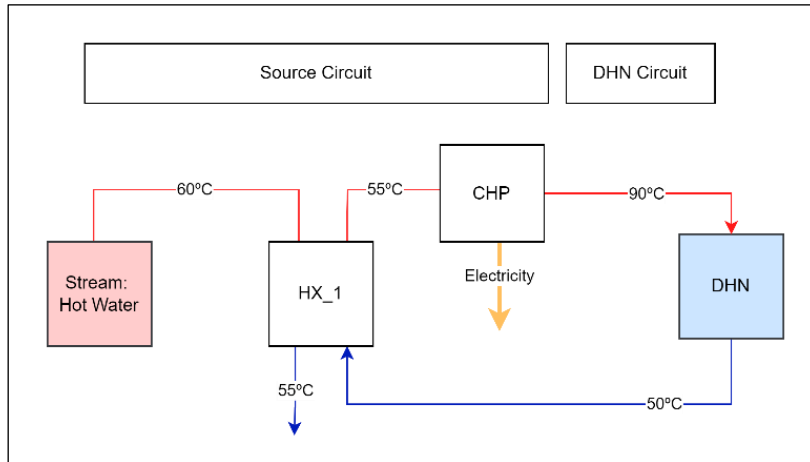 Source Circuit
DHN Circuit
60ºC
55ºC
CHP
90ºC
Stream:
Hot Water
HX_1
Electricity
DHN
55ºC
50ºC